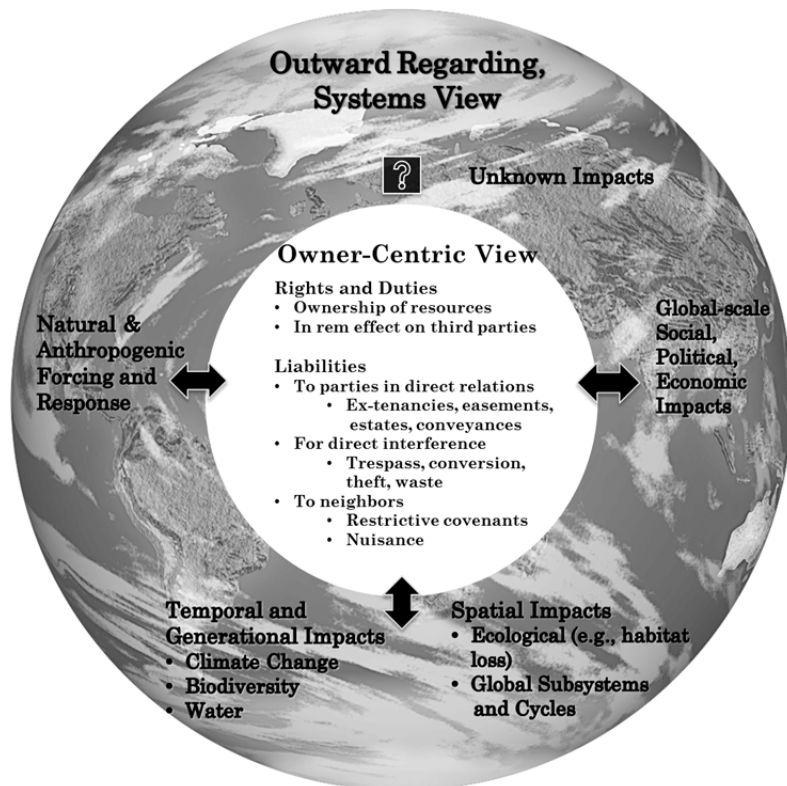 Outward Regarding,
Systems View
?
Unknown Impacts
Owner-Centric View
Rights and Duties
• Ownership of resources
• In rem effect on third parties
Liabilities
• To parties in direct relations
• Ex-tenancies, easements,
estates, conveyances
• For direct interference
• Trespass, conversion,
theft, waste
• To neighbors
• Restrictive covenants
• Nuisance
Natural &
Anthropogenic
Forcing and
Response
Global-scale
Social,
Political,
Economic
Impacts
Temporal and
Generational Impacts
• Climate Change
• Biodiversity
• Water
Spatial Impacts
• Ecological (e.g., habitat
loss)
• Global Subsystems
and Cycles